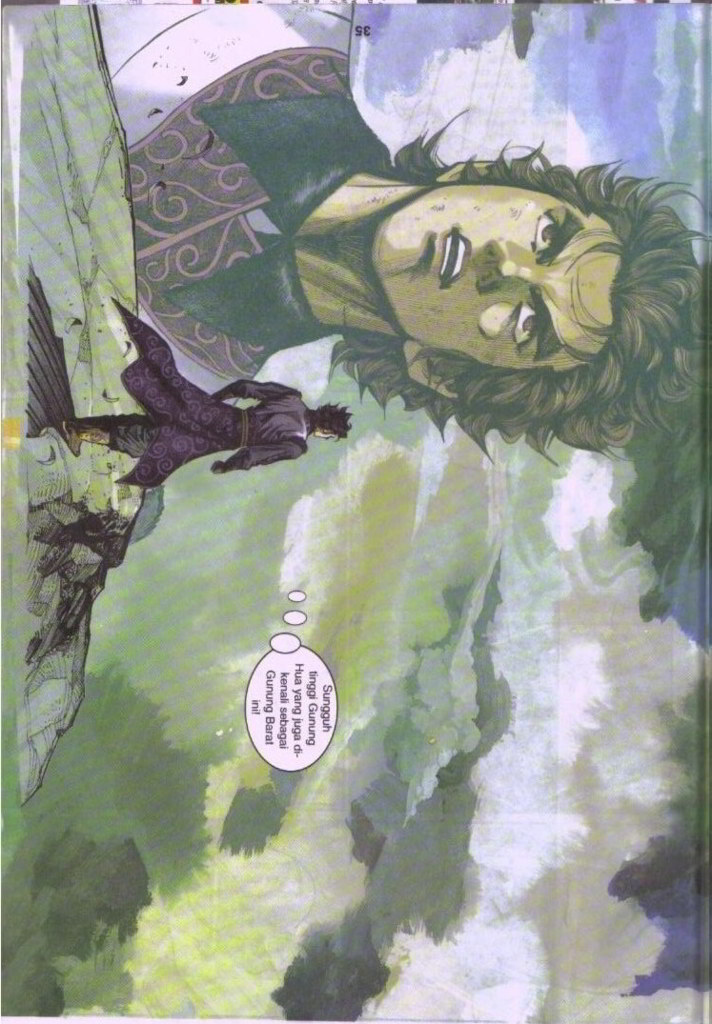 35
Sungguh
tinggi Gunung
Hua yang juga di-
kenali sebagai
Gunung Barat
ini!